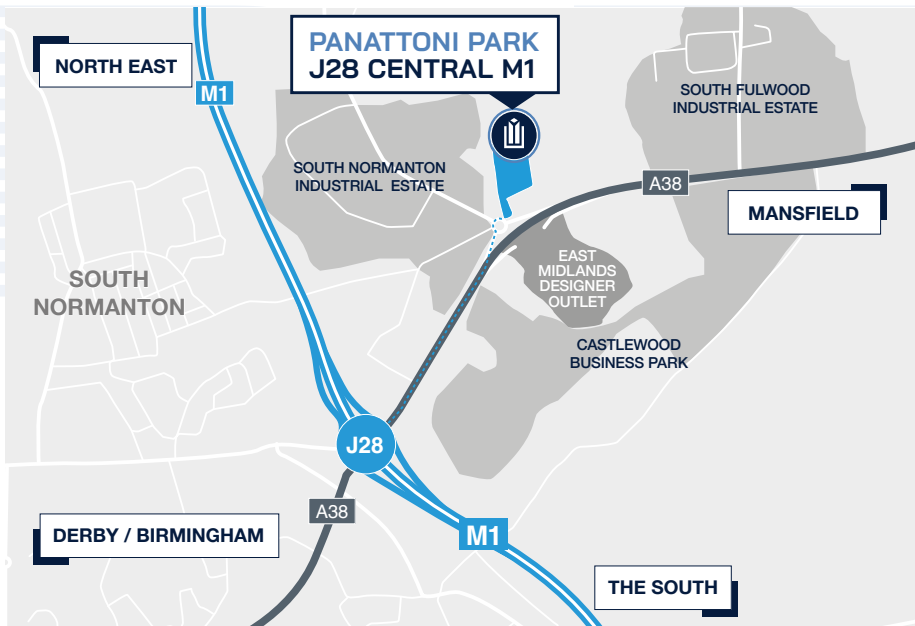 PANATTONI PARK
J28 CENTRAL M1
NORTH EAST
M1
SOUTH FULWOOD
INDUSTRIAL ESTATE
SOUTH NORMANTON
INDUSTRIAL ESTATE
A38
MANSFIELD
EAST
MIDLANDS
DESIGNER
OUTLET
SOUTH
NORMANTON
CASTLEWOOD
BUSINESS PARK
J28
A38
DERBY / BIRMINGHAM
M1
THE SOUTH